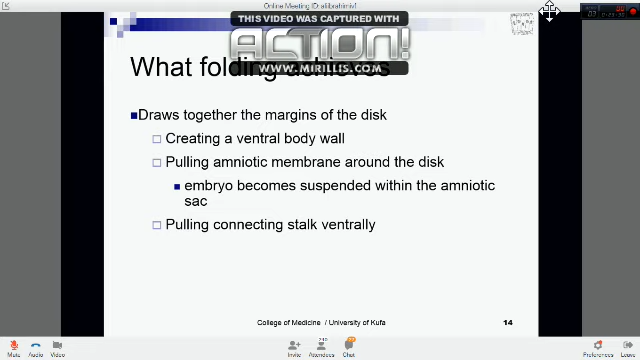 Online Meeting ID:aliibrahimiv!
THIS VIDEO WAS CAPTURED WITH
ACTION!
WWW.MIRILLIS.COM
What folding achieves
Draws together the margins of the disk
Creating a ventral body wall
Pulling amniotic membrane around the disk
embryo becomes suspended within the amniotic
sac
Pulling connecting stalk ventrally
College of Medicine / University of Kufa
14
Mute
Audio
Video
Invite
Attendees
Chat
Preferences
Leave